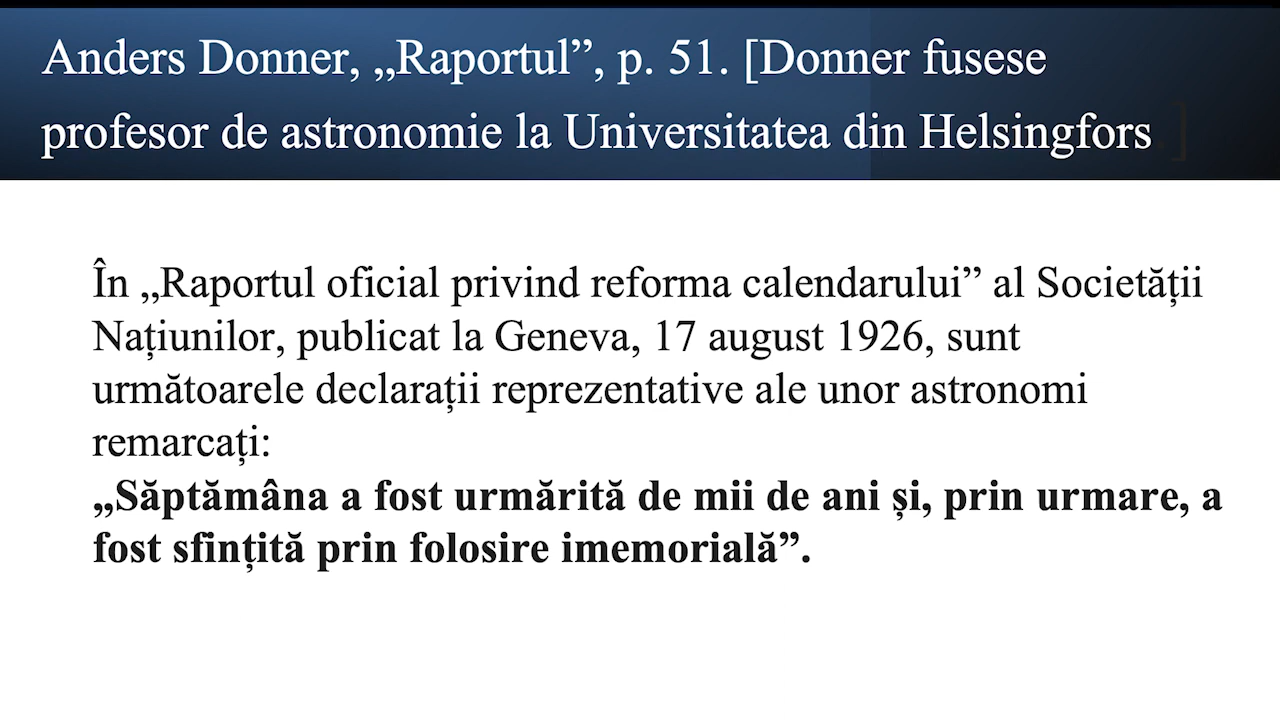 Anders Donner, „Raportul”, p. 51. [Donner fusese
profesor de astronomie la Universitatea din Helsingfors .]
În „Raportul oficial privind reforma calendarului” al Societății
Națiunilor, publicat la Geneva, 17 august 1926, sunt
următoarele declarații reprezentative ale unor astronomi
remarcați:
„Săptămâna a fost urmărită de mii de ani și, prin urmare, a
fost sfințită prin folosire imemorială”.